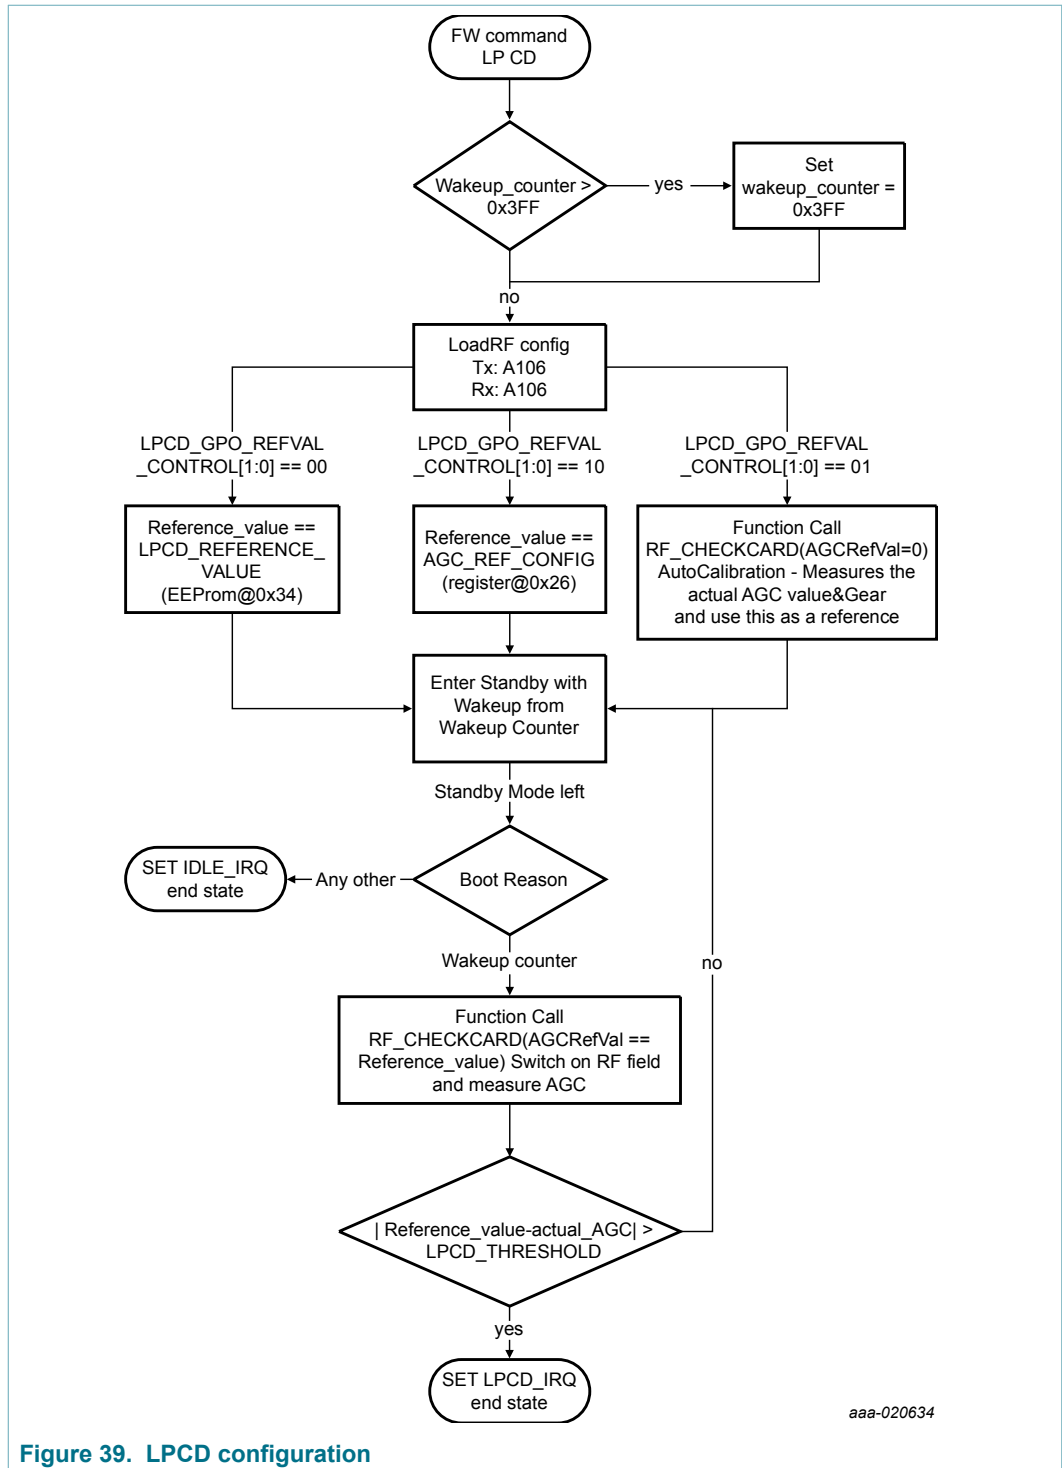 FW command
LP CD
Wakeup_counter >
0x3FF
yes
Set
wakeup_counter =
0x3FF
no
LoadRF config
Tx: A106
Rx: A106
LPCD_GPO_REFVAL
_CONTROL[1:0] == 00
LPCD_GPO_REFVAL
_CONTROL[1:0] == 10
LPCD_GPO_REFVAL
_CONTROL[1:0] == 01
Reference_value ==
LPCD_REFERENCE_
VALUE
(EEProm@0x34)
Reference_value ==
AGC_REF_CONFIG
(register@0x26)
Function Call
RF_CHECKCARD(AGCRefVal=0)
AutoCalibration - Measures the
actual AGC value&Gear
and use this as a reference
Enter Standby with
Wakeup from
Wakeup Counter
Standby Mode left
SET IDLE_IRQ
end state
Any other
Boot Reason
Wakeup counter
no
Function Call
RF_CHECKCARD(AGCRefVal ==
Reference_value) Switch on RF field
and measure AGC
| Reference_value-actual_AGC| >
LPCD_THRESHOLD
yes
SET LPCD_IRQ
end state
aaa-020634
Figure 39. LPCD configuration